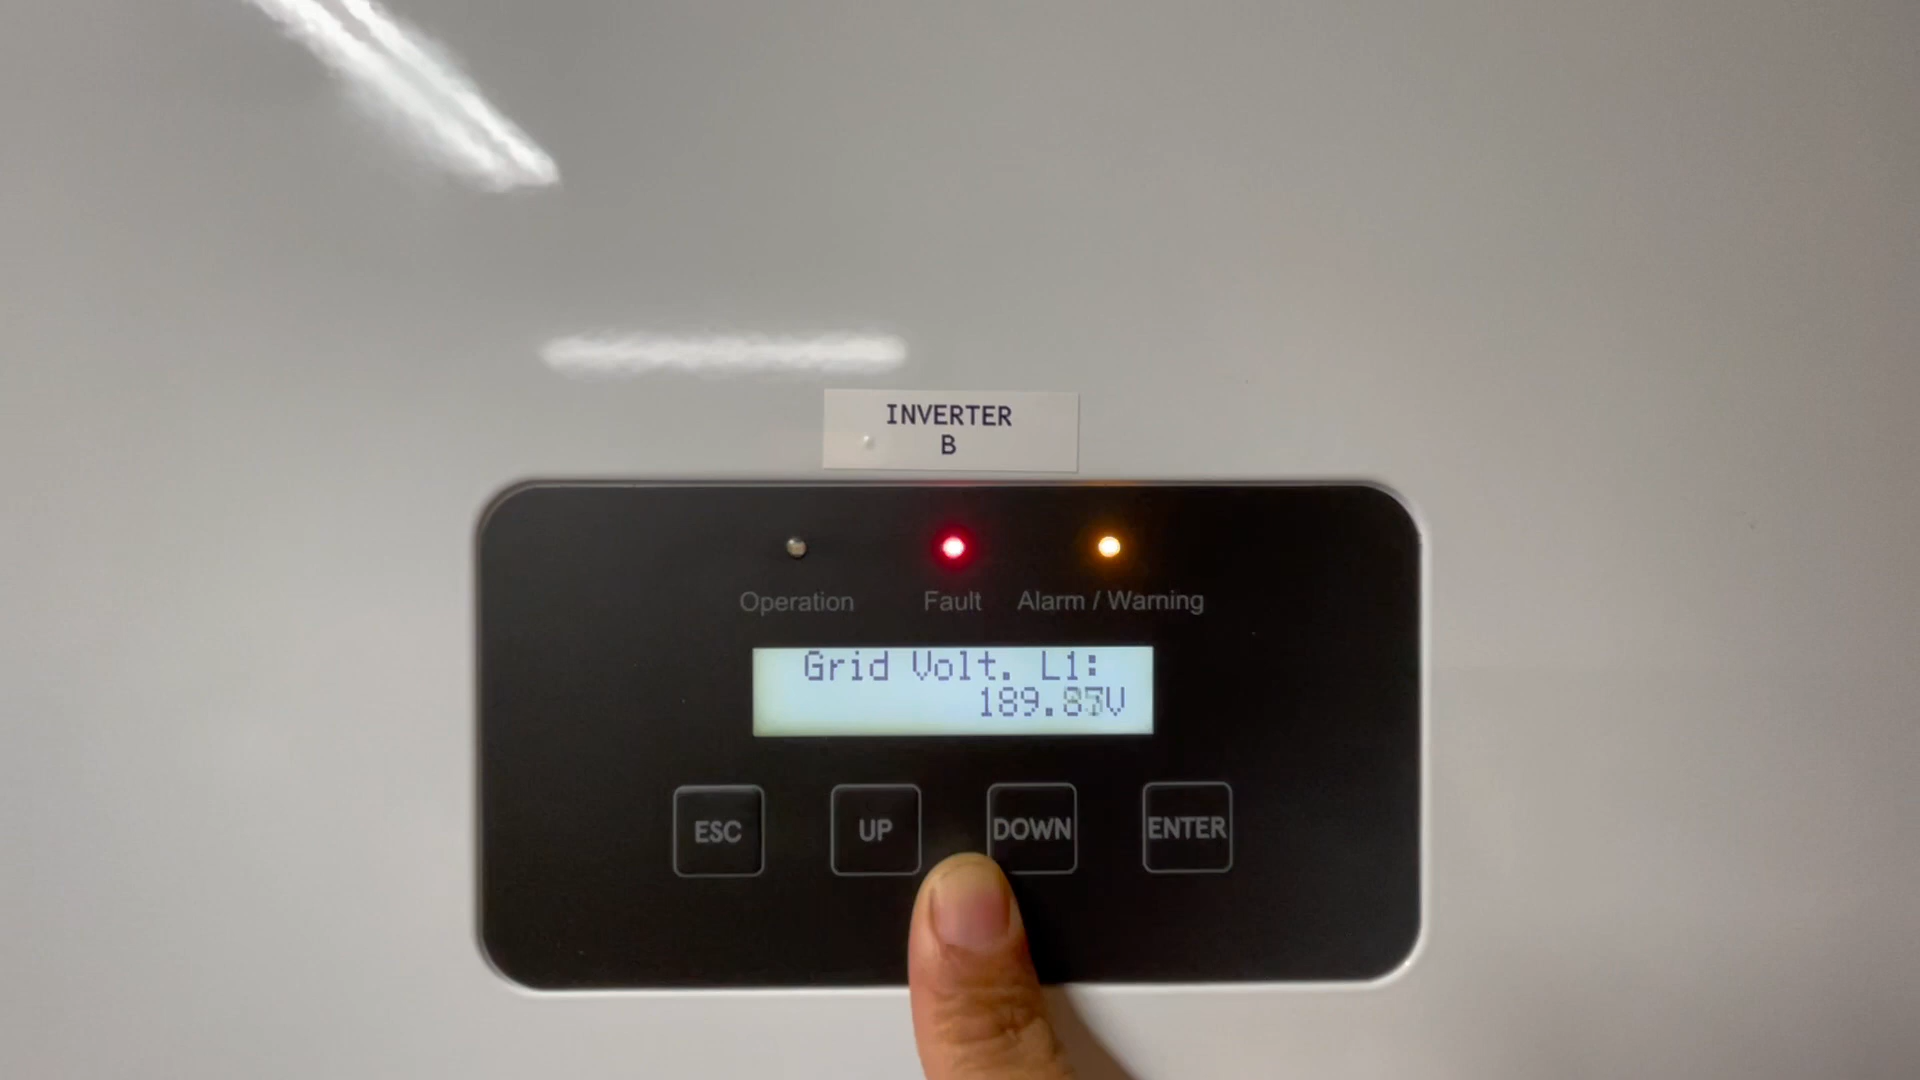 INVERTER
B
Operation Fault Alarm / Warning
Grid Volt. L1:
ESC UP DOWN ENTER